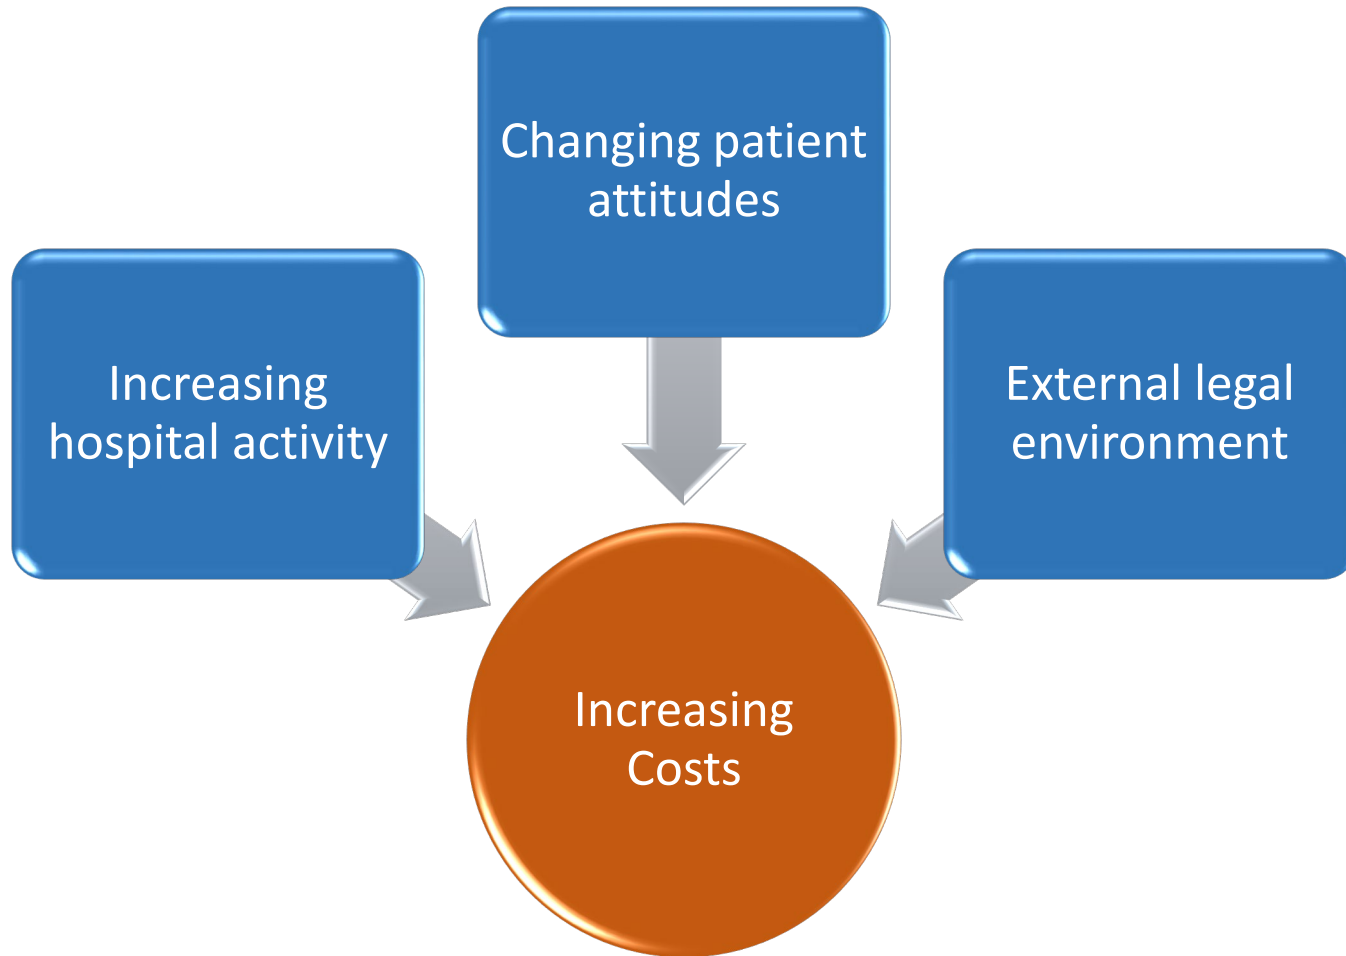 Changing patient
attitudes
Increasing
hospital activity
External legal
environment
Increasing
Costs